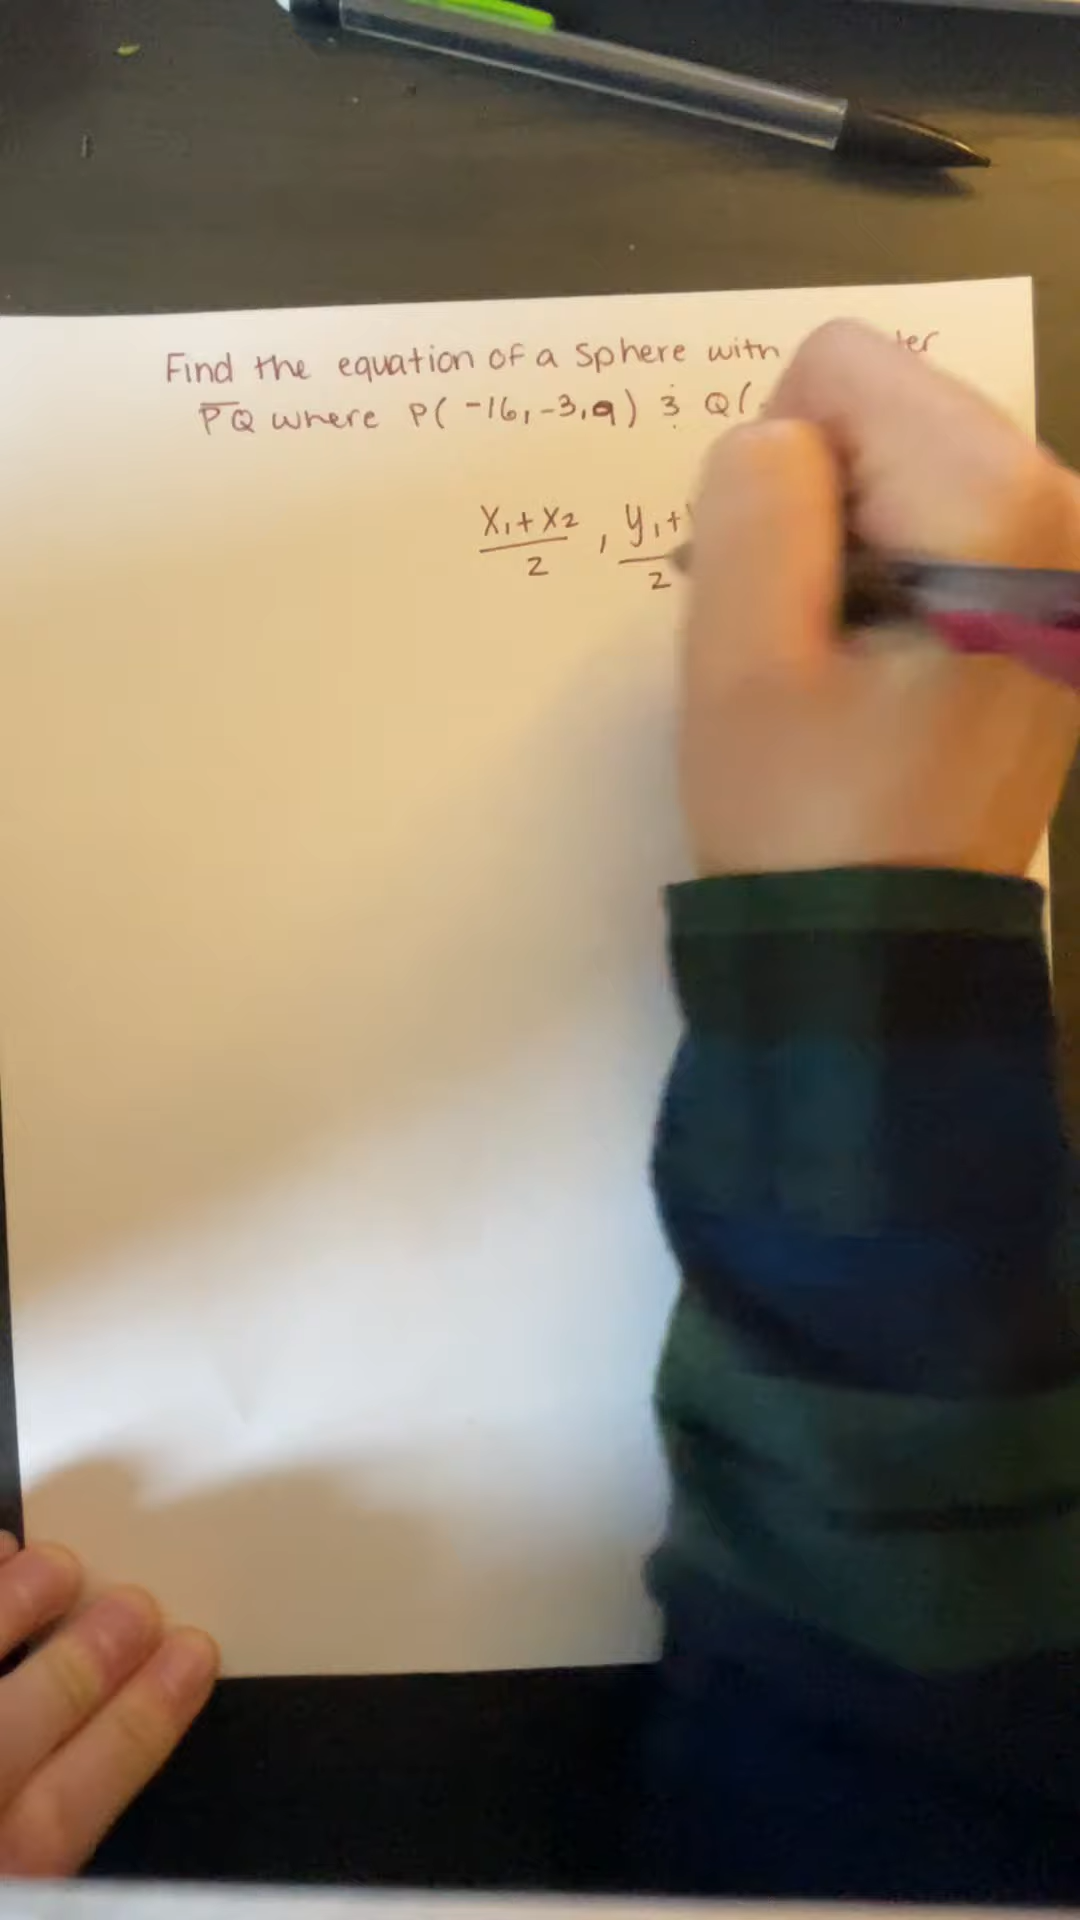 Find the equation of a sphere with
PQ where P(-16,-3,9) & Q(
x₁+x₂/2 , y₁+/2